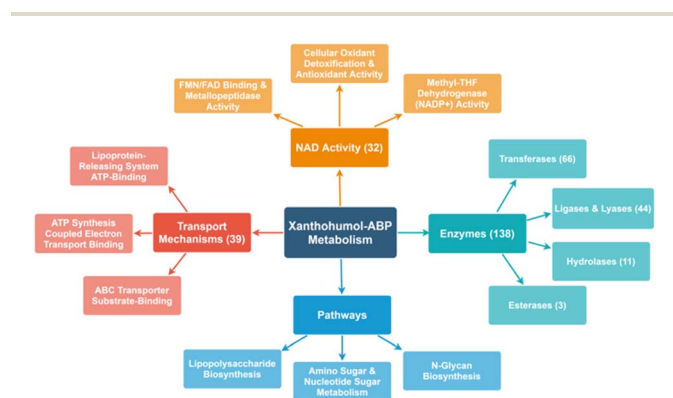 Cellular Oxidant
Detoxification &
Antioxidant Activity
FMN/FAD Binding &
Metallopeptidase
Activity
Methyl-THF
Dehydrogenase
(NADP+) Activity
NAD Activity (32)
Lipoprotein-
Releasing System
ATP-Binding
Transferases (66)
ATP Synthesis
Coupled Electron
Transport Binding
Transport
Mechanisms (39)
Xanthohumol-ABP
Metabolism
Enzymes (138)
Ligases & Lyases (44)
Hydrolases (11)
ABC Transporter
Substrate-Binding
Esterases (3)
Pathways
Lipopolysaccharide
Biosynthesis
Amino Sugar &
Nucleotide Sugar
Metabolism
N-Glycan
Biosynthesis